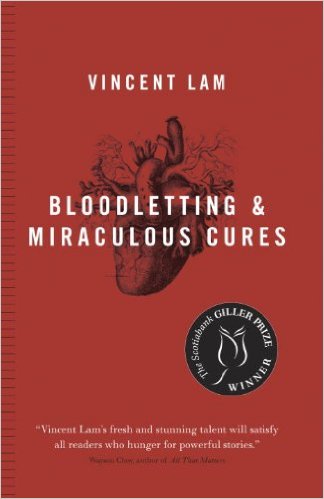 VINCENT LAM
BLOODLETTING &
MIRACULOUS CURES
The Scotiabank GILLER PRIZE
WINNER
“Vincent Lam’s fresh and stunning talent will satisfy
all readers who hunger for powerful stories.”
Wayson Choy, author of All That Matters